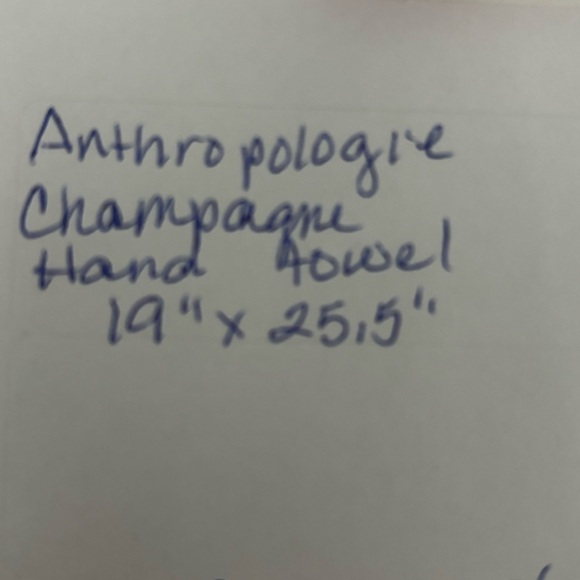 Anthropologie
Champagne
Hand towel
19" x 25.5"